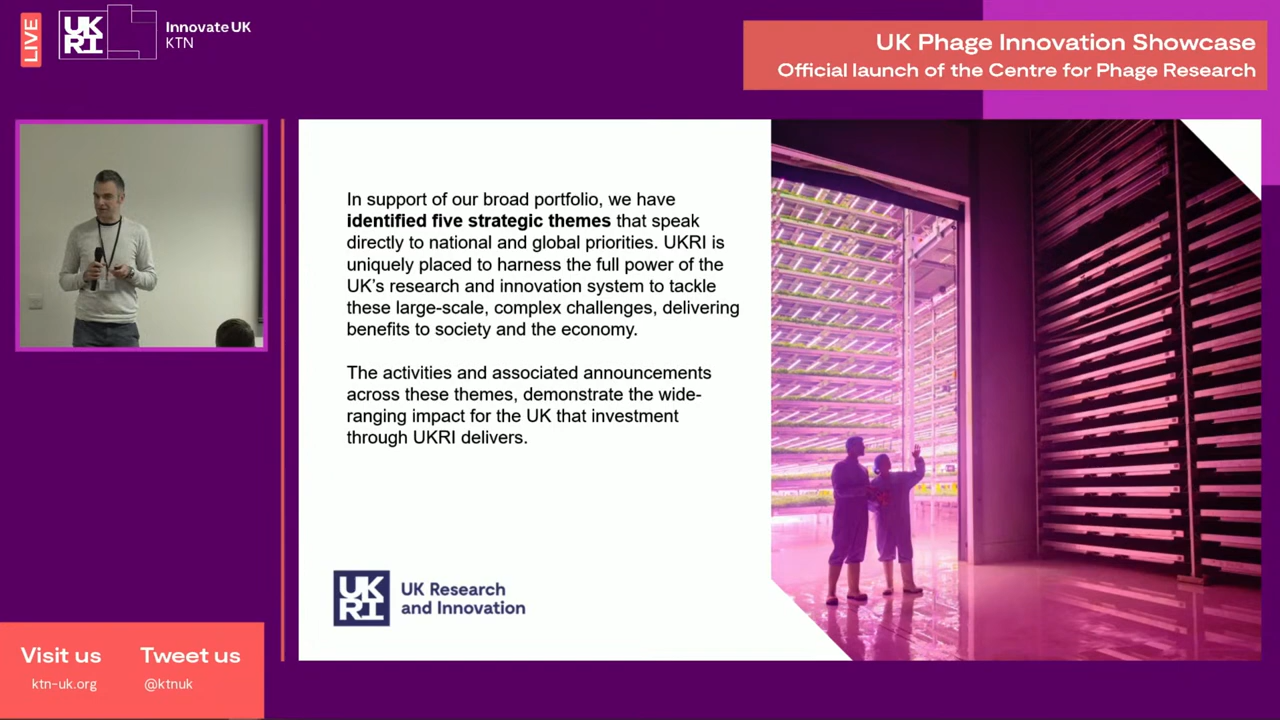 LIVE
UK
RI
Innovate UK
KTN
UK Phage Innovation Showcase
Official launch of the Centre for Phage Research
In support of our broad portfolio, we have
identified five strategic themes that speak
directly to national and global priorities. UKRI is
uniquely placed to harness the full power of the
UK's research and innovation system to tackle
these large-scale, complex challenges, delivering
benefits to society and the economy.
The activities and associated announcements
across these themes, demonstrate the wide-
ranging impact for the UK that investment
through UKRI delivers.
UK
RI
UK Research
and Innovation
Visit us
Tweet us
ktn-uk.org
@ktnuk